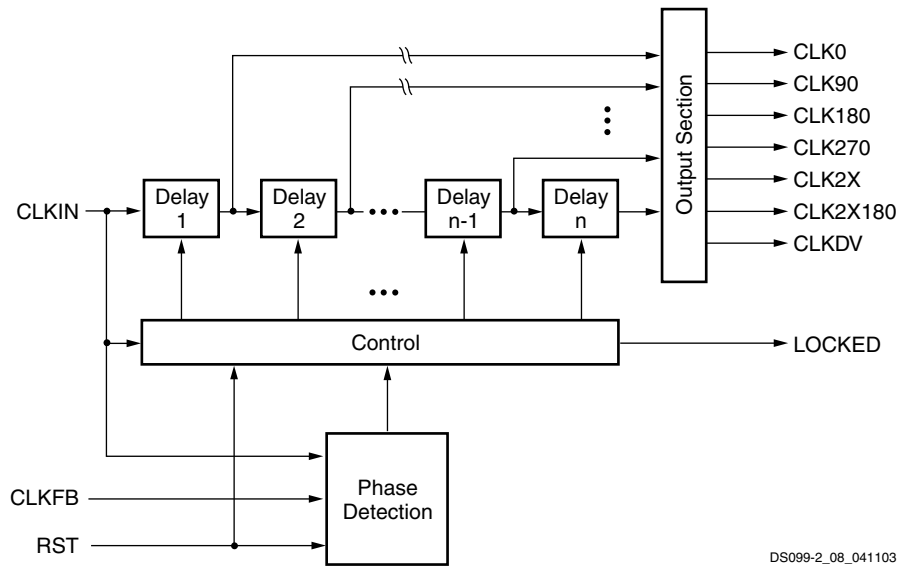 CLKIN
Delay
1
Delay
2
Delay
n-1
Delay
n
Output Section
CLK0
CLK90
CLK180
CLK270
CLK2X
CLK2X180
CLKDV
Control
LOCKED
CLKFB
RST
Phase
Detection
DS099-2_08_041103